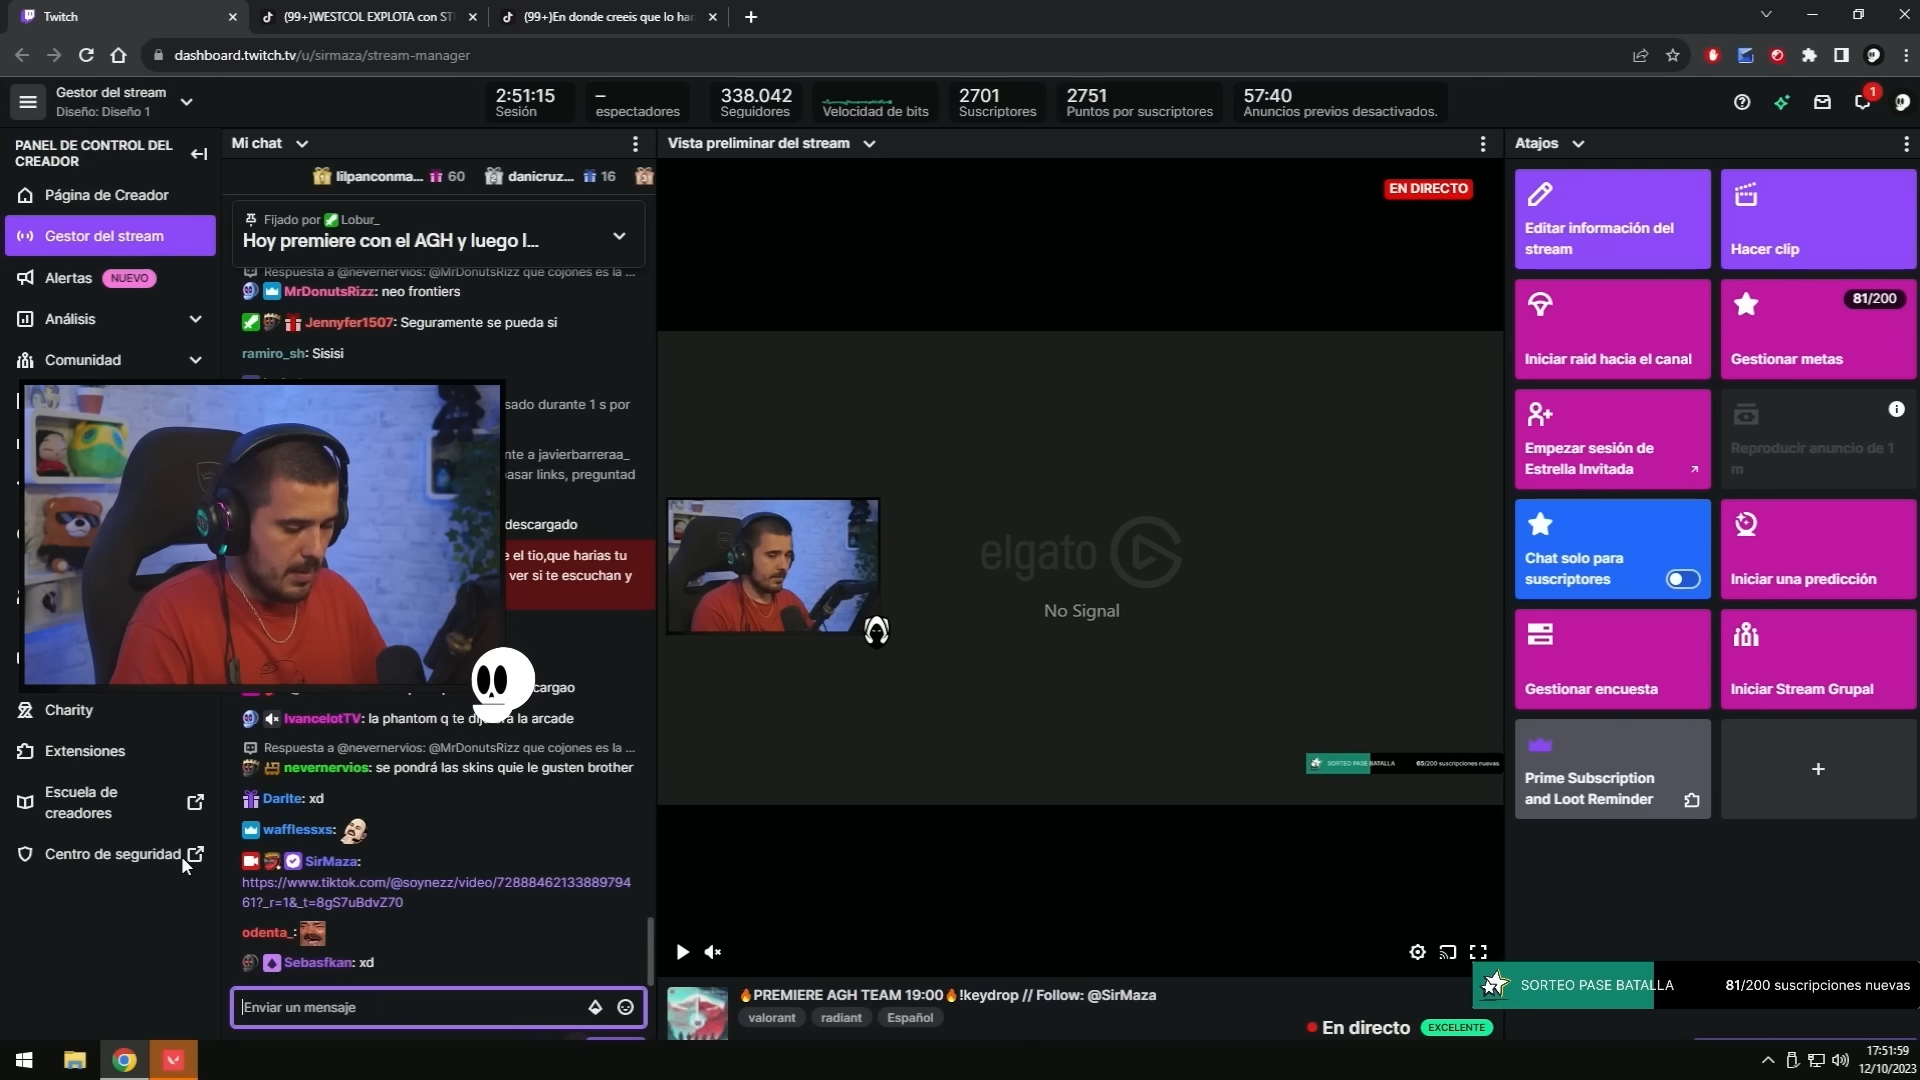 Twitch
(99+)WESTCOL EXPLOTA con ST
(99+)En donde creeis que lo har
dashboard.twitch.tv/u/sirmaza/stream-manager
Gestor del stream
Diseño: Diseño 1
2:51:15
Sesión
–
espectadores
338.042
Seguidores
Velocidad de bits
2701
Suscriptores
2751
Puntos por suscriptores
57:40
Anuncios previos desactivados.
1
PANEL DE CONTROL DEL
CREADOR
Página de Creador
Gestor del stream
Alertas NUEVO
Análisis
Comunidad
Charity
Extensiones
Escuela de
creadores
Centro de seguridad
Mi chat
lilpanconma... 60
danicruz... 16
Fijado por Lobur_
Hoy premiere con el AGH y luego l...
Respuesta a @nevernervios: @MrDonutsRizz que cojones es la ...
MrDonutsRizz: neo frontiers
Jennyfer1507: Seguramente se pueda si
ramiro_sh: Sisisi
sado durante 1 s por
nte a javierbarreraa_
asar links, preguntad
descargado
e el tio,que harias tu
ver si te escuchan y
cargao
IvancelotTV: la phantom q te di la arcade
Respuesta a @nevernervios: @MrDonutsRizz que cojones es la ...
nevernervios: se pondrá las skins quie le gusten brother
Darlte: xd
wafflessxs:
SirMaza:
https://www.tiktok.com/@soynezz/video/72888462133889794
61?_r=1&_t=8gS7uBdvZ70
odenta_:
Sebasfkan: xd
Enviar un mensaje
Vista preliminar del stream
EN DIRECTO
elgato
No Signal
SORTEO PASE BATALLA
65/200 suscripciones nuevas
🔥PREMIERE AGH TEAM 19:00🔥!keydrop // Follow: @SirMaza
valorant
radiant
Español
En directo
EXCELENTE
Atajos
Editar información del
stream
Hacer clip
Iniciar raid hacia el canal
81/200
Gestionar metas
Empezar sesión de
Estrella Invitada
Reproducir anuncio de 1
m
Chat solo para
suscriptores
Iniciar una predicción
Gestionar encuesta
Iniciar Stream Grupal
Prime Subscription
and Loot Reminder
+
SORTEO PASE BATALLA
81/200 suscripciones nuevas
17:51:59
12/10/2023